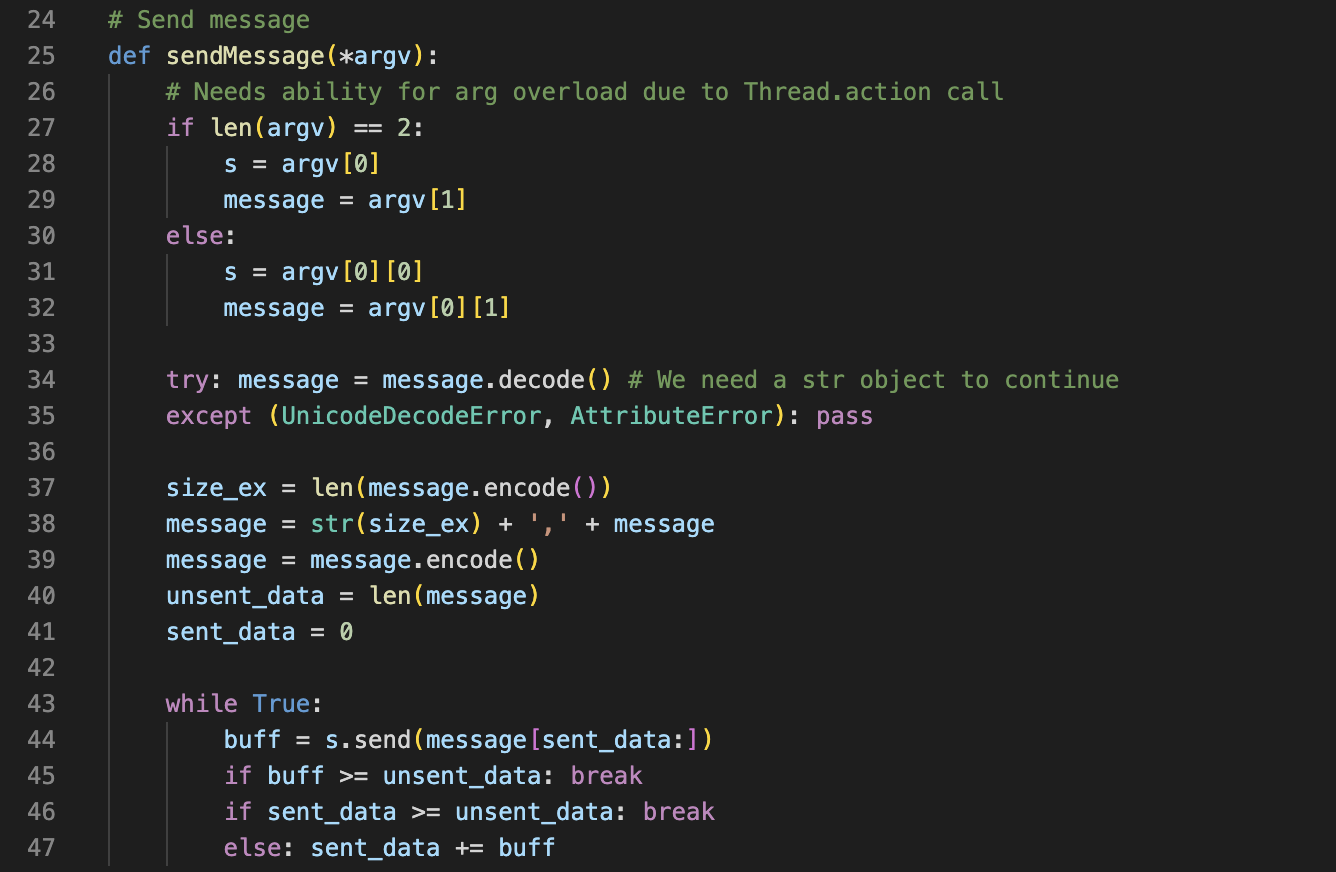 24 # Send message
25 def sendMessage(*argv):
26     # Needs ability for arg overload due to Thread.action call
27     if len(argv) == 2:
28         s = argv[0]
29         message = argv[1]
30     else:
31         s = argv[0][0]
32         message = argv[0][1]
33
34     try: message = message.decode() # We need a str object to continue
35     except (UnicodeDecodeError, AttributeError): pass
36
37     size_ex = len(message.encode())
38     message = str(size_ex) + ',' + message
39     message = message.encode()
40     unsent_data = len(message)
41     sent_data = 0
42
43     while True:
44         buff = s.send(message[sent_data:])
45         if buff >= unsent_data: break
46         if sent_data >= unsent_data: break
47         else: sent_data += buff